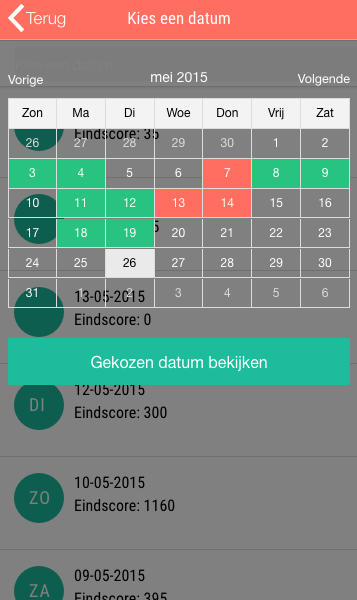 Terug
Kies een datum
Vorige
mei 2015
Volgende
Zon Ma Di Woe Don Vrij Zat
26 27 28 29 30 1 2
Eindscore: 35
3 4 5 6 7 8 9
10 11 12 13 14 15 16
17 18 19 20 21 22 23
24 25 26 27 28 29 30
31 1 2 3 4 5 6
13-05-2015
Eindscore: 0
Gekozen datum bekijken
12-05-2015
DI
Eindscore: 300
10-05-2015
ZO
Eindscore: 1160
09-05-2015
ZA
Eindscore: 395